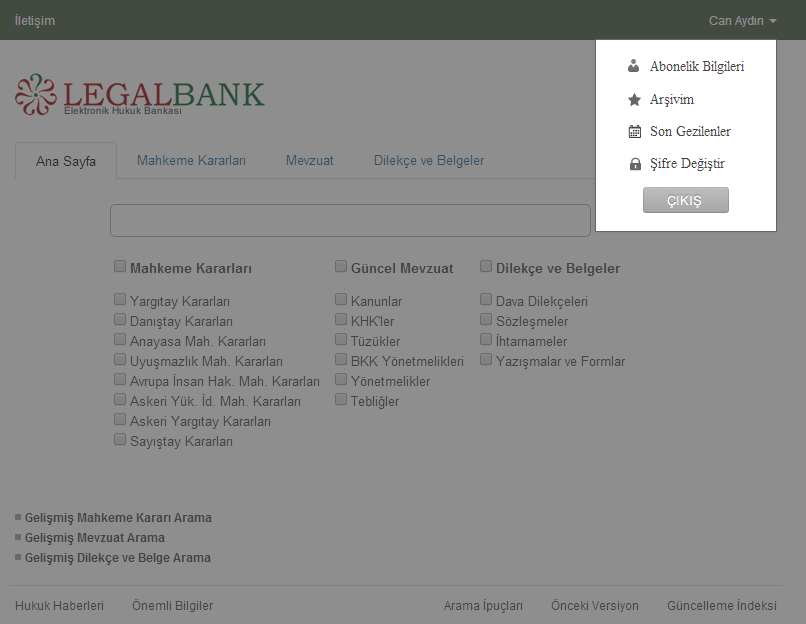 İletişim
Can Aydın
Abonelik Bilgileri
Arşivim
Son Gezilenler
Şifre Değiştir
ÇIKIŞ
LEGALBANK
Elektronik Hukuk Bankası
Ana Sayfa Mahkeme Kararları Mevzuat Dilekçe ve Belgeler
Mahkeme Kararları
Yargıtay Kararları
Danıştay Kararları
Anayasa Mah. Kararları
Uyuşmazlık Mah. Kararları
Avrupa İnsan Hak. Mah. Kararları
Askeri Yük. İd. Mah. Kararları
Askeri Yargıtay Kararları
Sayıştay Kararları
Güncel Mevzuat
Kanunlar
KHK'ler
Tüzükler
BKK Yönetmelikleri
Yönetmelikler
Tebliğler
Dilekçe ve Belgeler
Dava Dilekçeleri
Sözleşmeler
İhtarnameler
Yazışmalar ve Formlar
Gelişmiş Mahkeme Kararı Arama
Gelişmiş Mevzuat Arama
Gelişmiş Dilekçe ve Belge Arama
Hukuk Haberleri Önemli Bilgiler Arama İpuçları Önceki Versiyon Güncelleme İndeksi